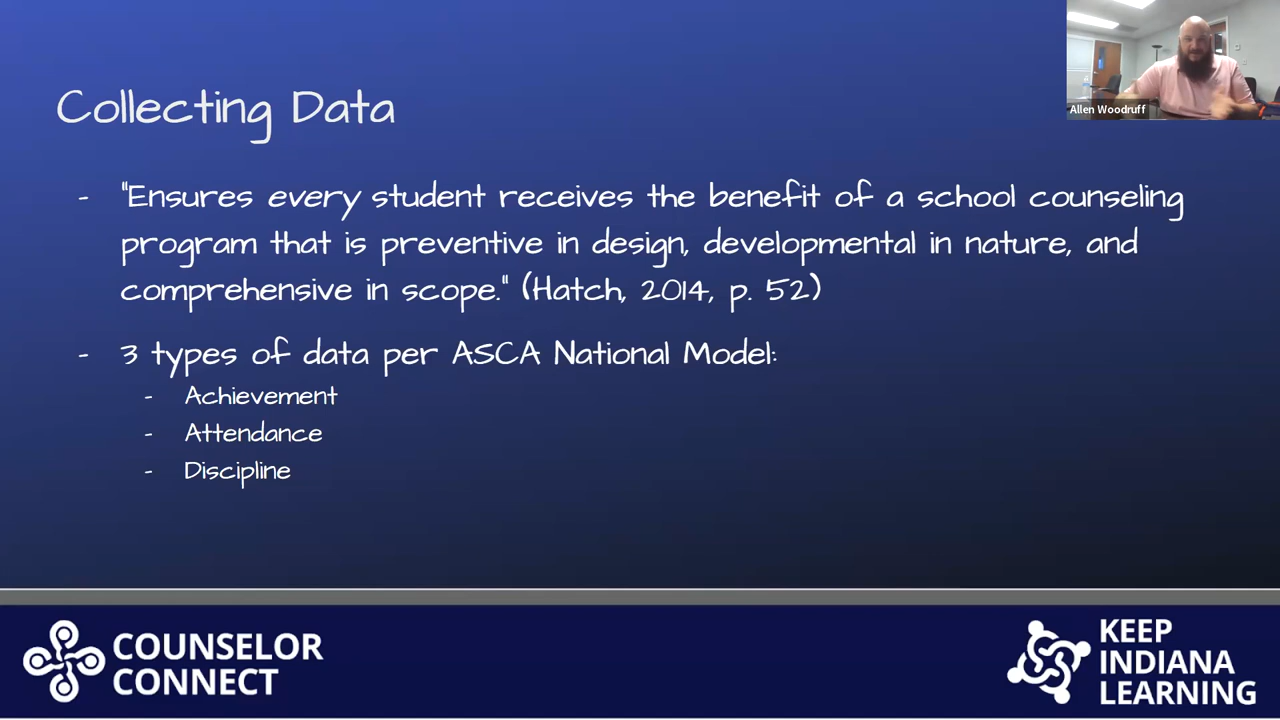 Allen Woodruff
Collecting Data
- "Ensures every student receives the benefit of a school counseling
program that is preventive in design, developmental in nature, and
comprehensive in scope." (Hatch, 2014, p. 52)
- 3 types of data per ASCA National Model:
- Achievement
- Attendance
- Discipline
COUNSELOR
CONNECT
KEEP
INDIANA
LEARNING